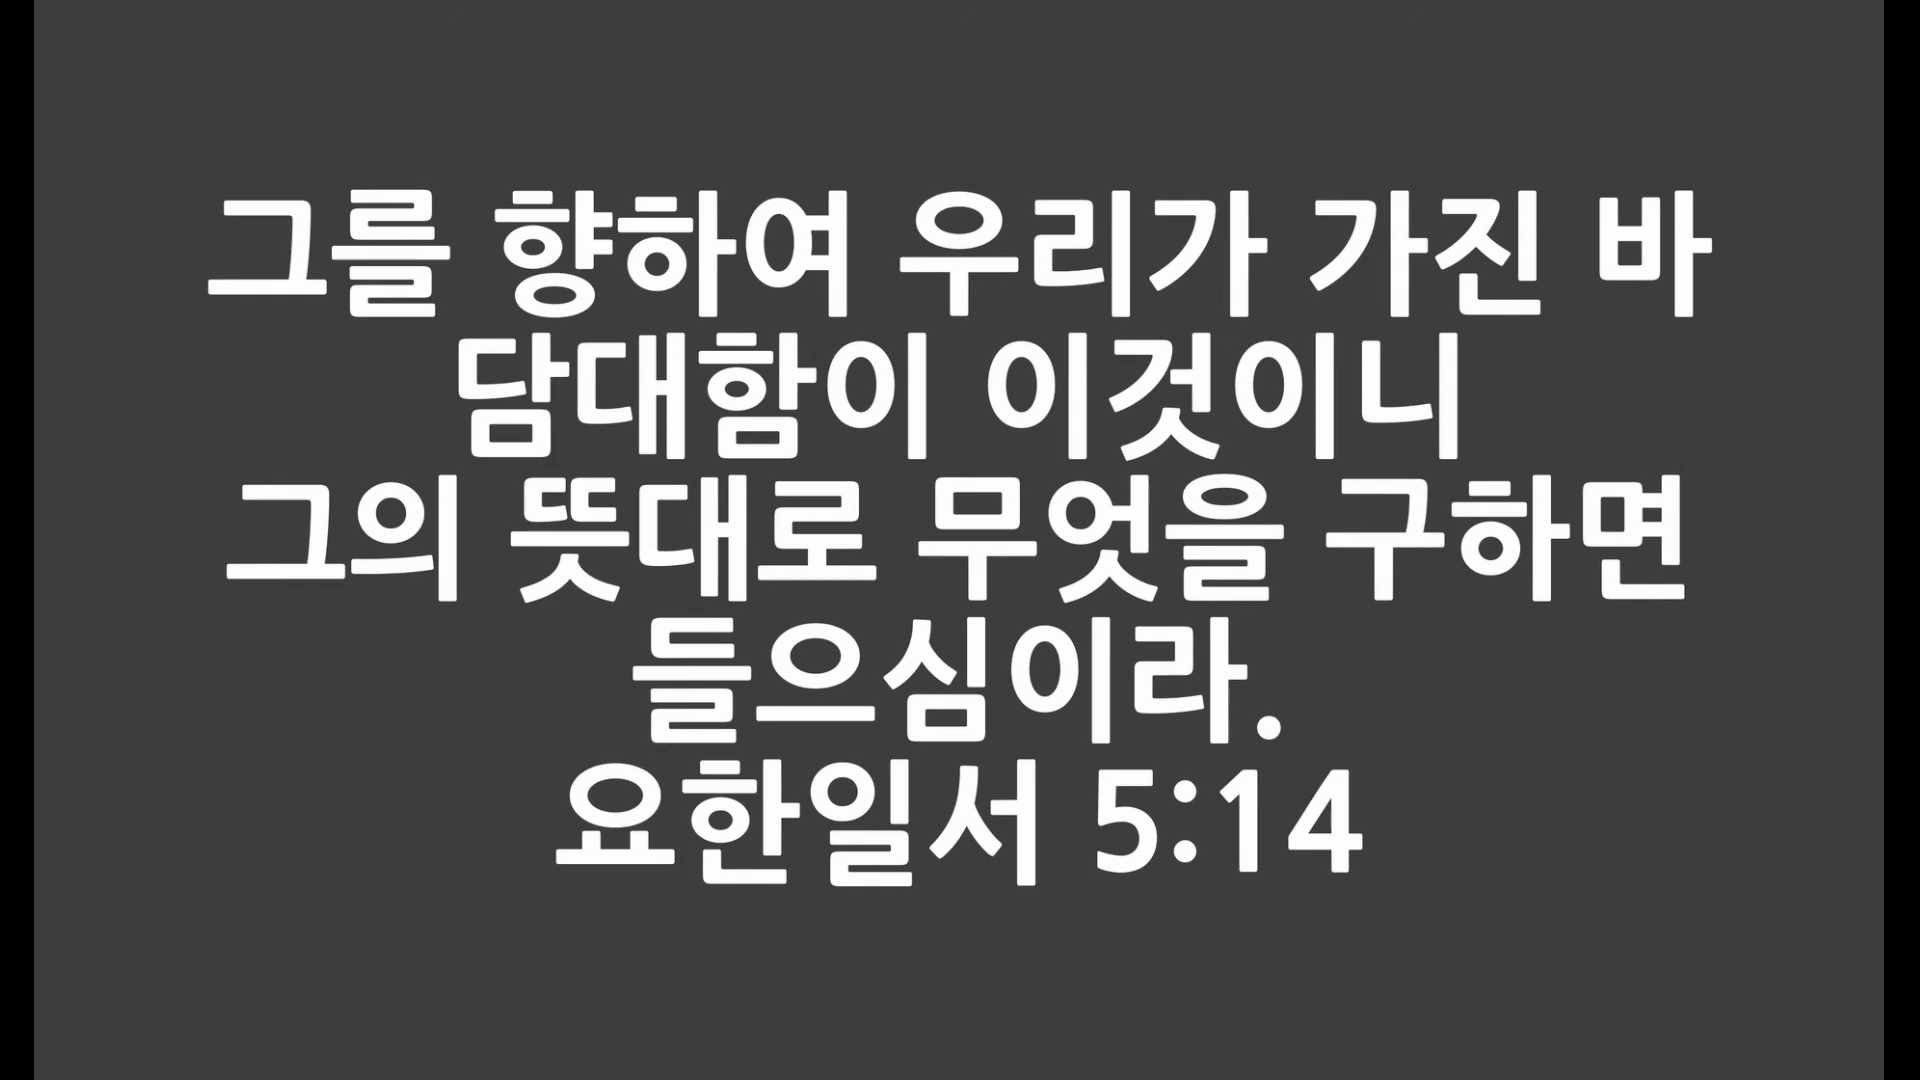 그를 향하여 우리가 가진 바
담대함이 이것이니
그의 뜻대로 무엇을 구하면
들으심이라.
요한일서 5:14